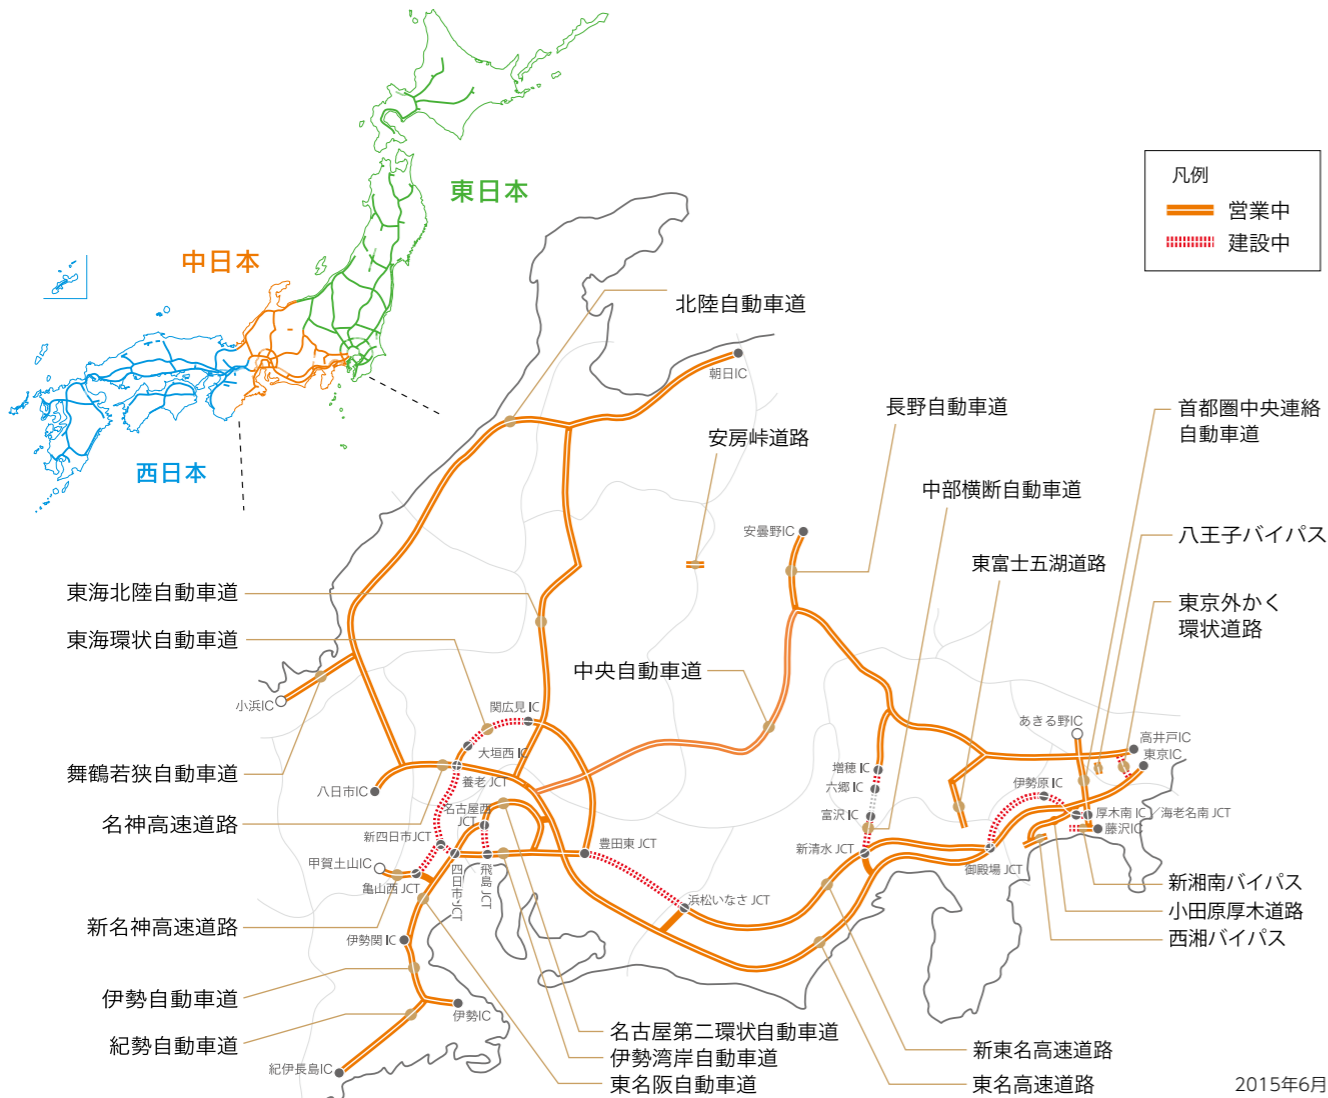 東日本
中日本
西日本
凡例
営業中
建設中
北陸自動車道
朝日IC
長野自動車道
安房峠道路
首都圏中央連絡
自動車道
中部横断自動車道
安曇野IC
八王子バイパス
東富士五湖道路
東海北陸自動車道
東京外かく
環状道路
東海環状自動車道
中央自動車道
小浜IC
関広見IC
あきる野IC
高井戸IC
大垣西IC
東京IC
舞鶴若狭自動車道
増穂IC
養老JCT
六郷IC
伊勢原IC
八日市IC
名古屋西
JCT
富沢IC
厚木南IC
海老名南JCT
名神高速道路
藤沢IC
新四日市JCT
豊田東JCT
新清水JCT
甲賀土山IC
御殿場JCT
亀山西JCT
四日市JCT
飛島JCT
新湘南バイパス
浜松いなさJCT
小田原厚木道路
新名神高速道路
伊勢関IC
西湘バイパス
伊勢自動車道
伊勢IC
紀勢自動車道
名古屋第二環状自動車道
新東名高速道路
伊勢湾岸自動車道
紀伊長島IC
東名阪自動車道
東名高速道路
2015年6月